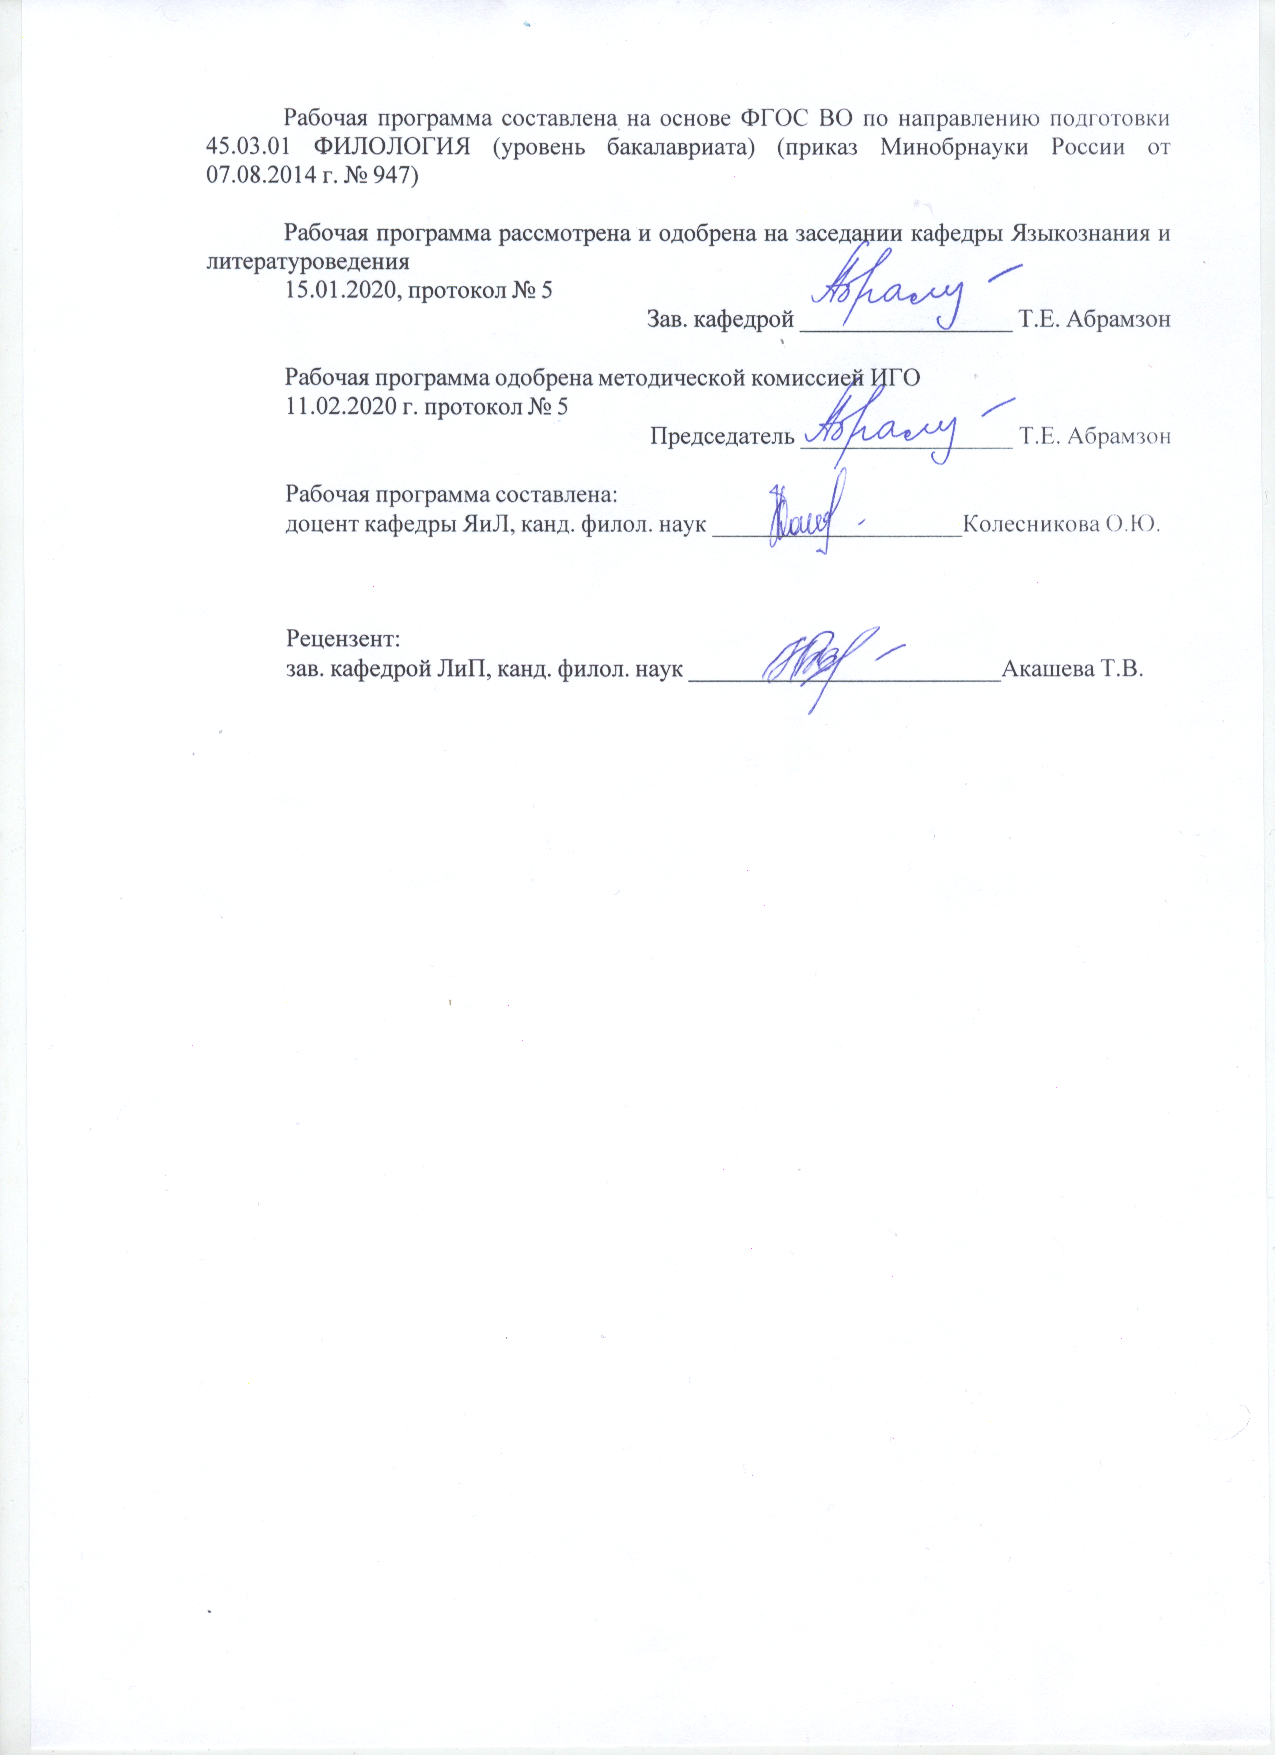 Рабочая программа составлена на основе ФГОС ВО по направлению подготовки
45.03.01 ФИЛОЛОГИЯ (уровень бакалавриата) (приказ Минобрнауки России от
07.08.2014 г. № 947)
Рабочая программа рассмотрена и одобрена на заседании кафедры Языкознания и
литературоведения
15.01.2020, протокол № 5
Зав. кафедрой _________________ Т.Е. Абрамзон
Рабочая программа одобрена методической комиссией ИГО
11.02.2020 г. протокол № 5
Председатель _________________ Т.Е. Абрамзон
Рабочая программа составлена:
доцент кафедры ЯиЛ, канд. филол. наук ____________________Колесникова О.Ю.
Рецензент:
зав. кафедрой ЛиП, канд. филол. наук _________________________Акашева Т.В.